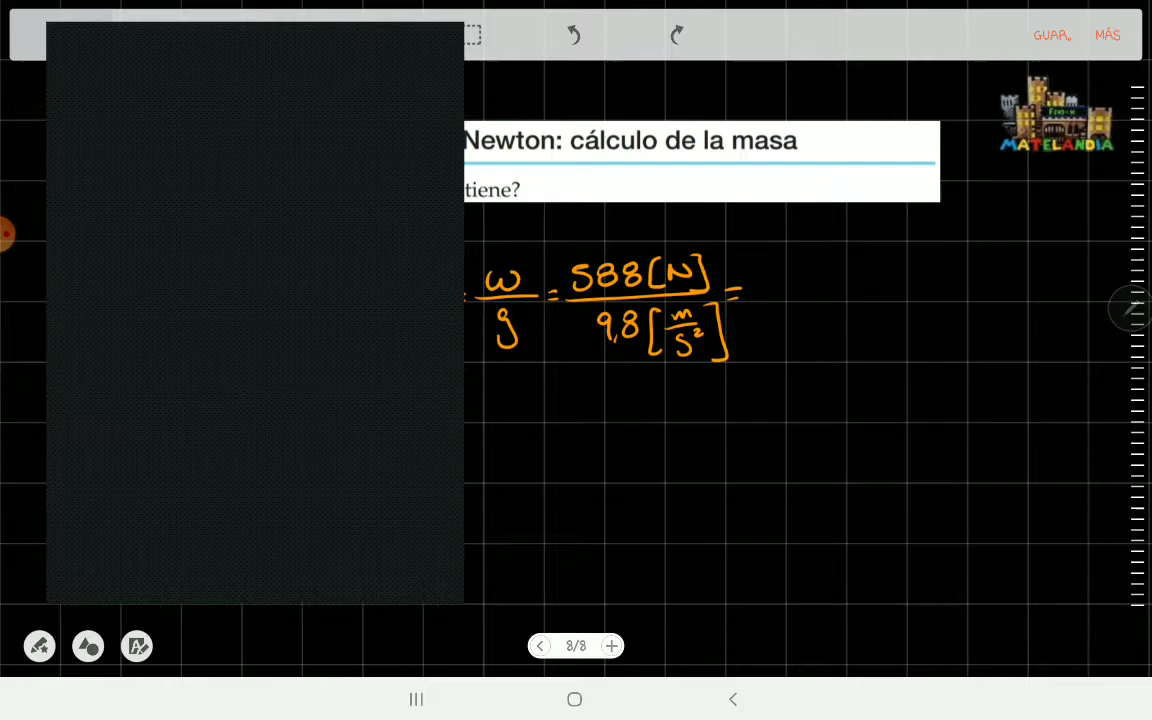 GUAR. MÁS
MATELANDIA
Newton: cálculo de la masa
tiene?
= w/g = 588[N] / 9,8[m/s²] =
8/8